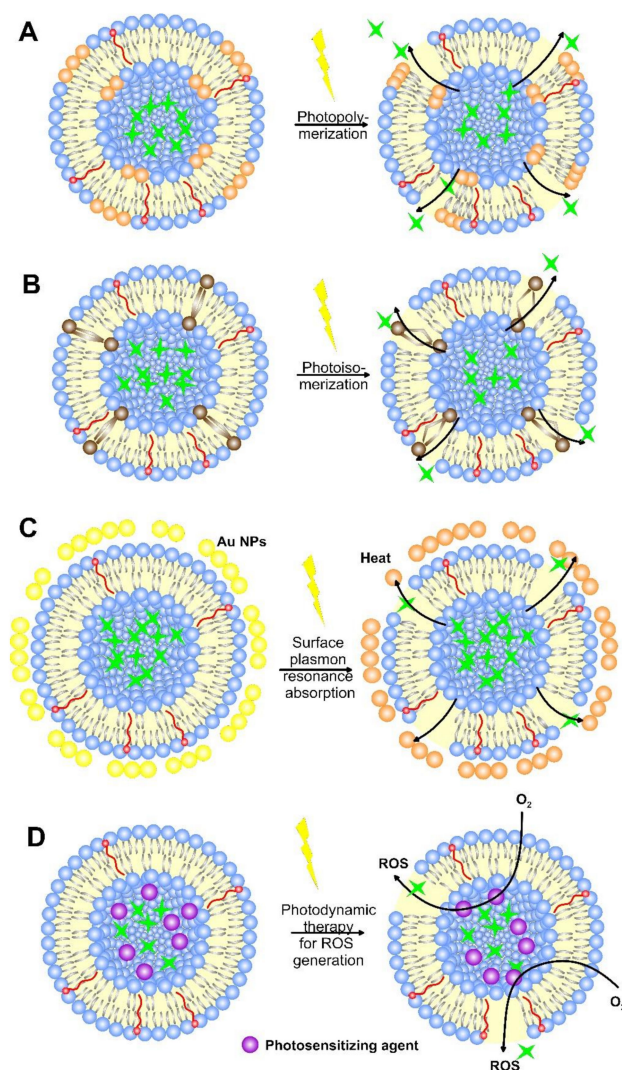 A
Photopoly-
merization
B
Photoiso-
merization
C
Au NPs
Heat
Surface
plasmon
resonance
absorption
D
O₂
ROS
Photodynamic
therapy
for ROS
generation
O₂
Photosensitizing agent
ROS